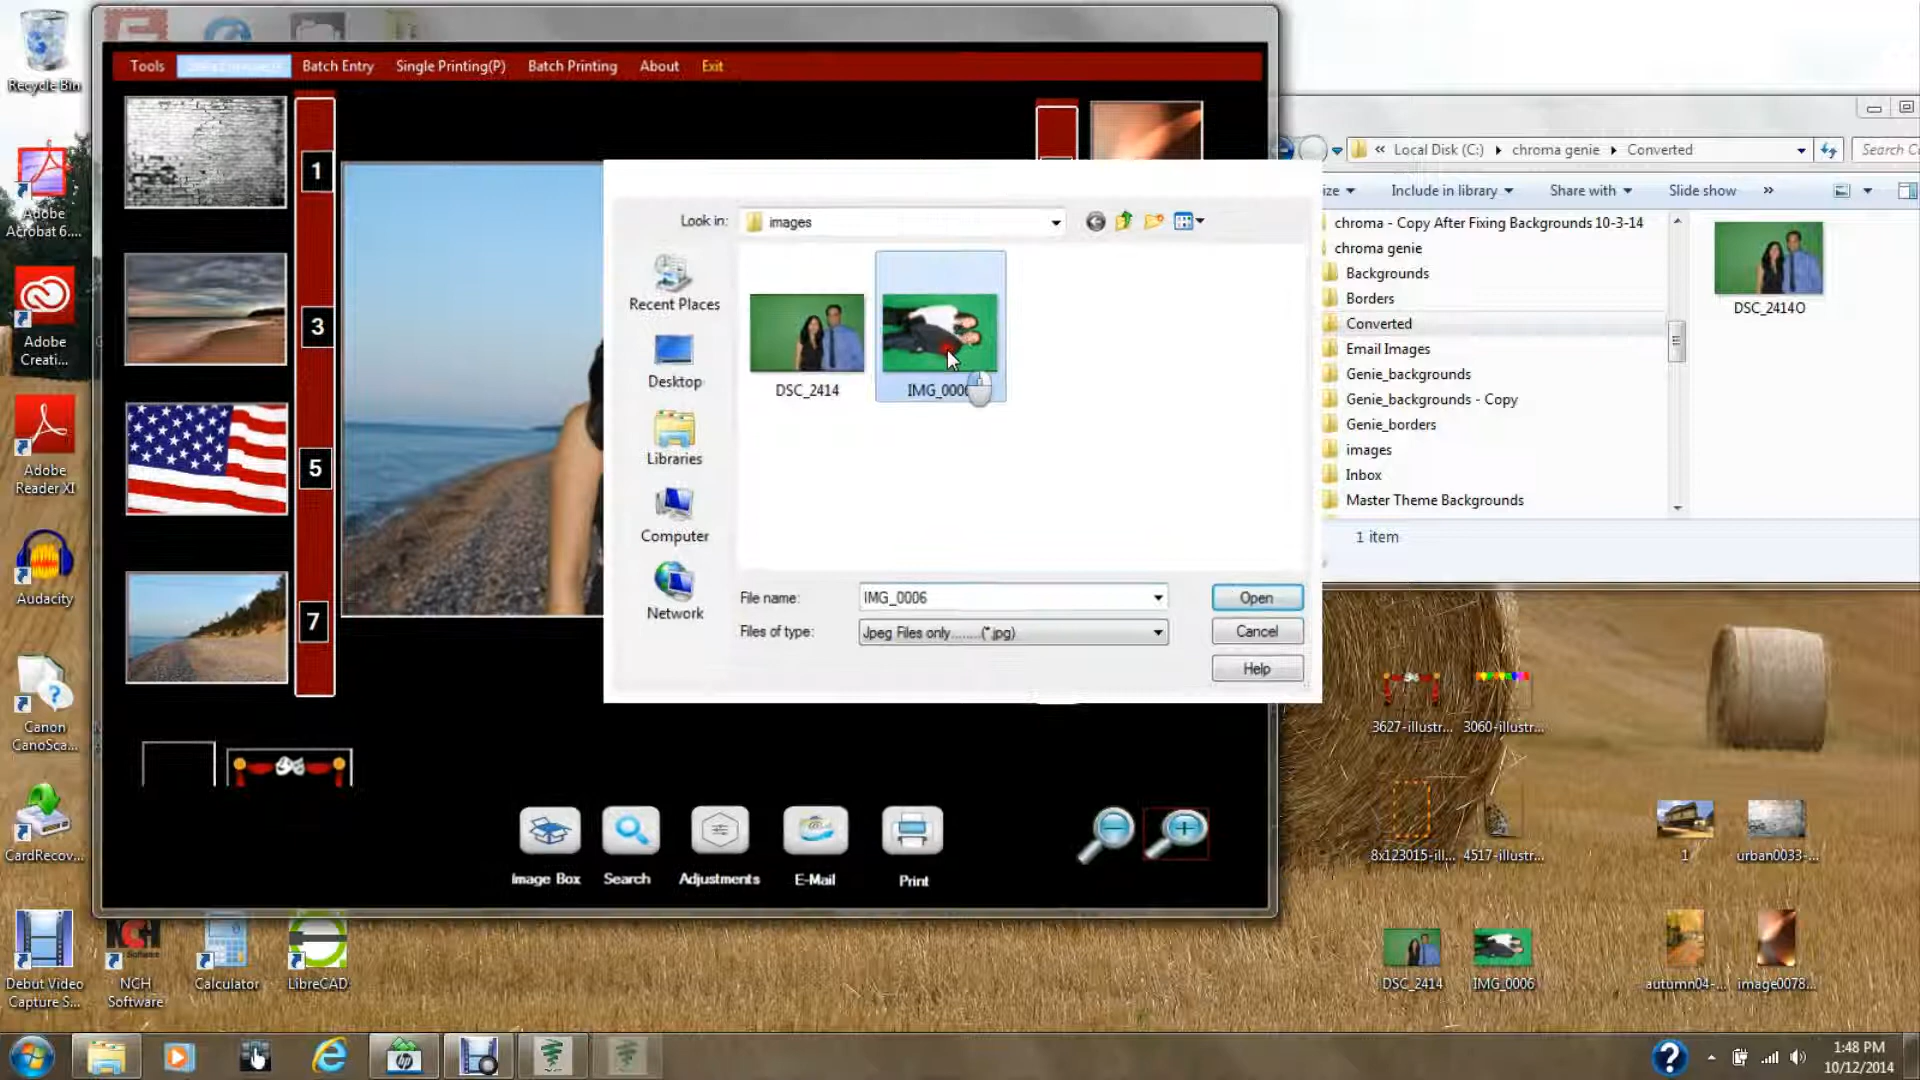 Recycle Bin
Adobe
Acrobat 6....
Adobe
Creati...
Adobe
Reader XI
Audacity
Canon
CanoSca...
CardRecov...
Debut Video
Capture S...
NCH
Software
Calculator
LibreCAD
Tools
Batch Entry
Single Printing(P)
Batch Printing
About
Exit
1
3
5
7
Look in:
images
Recent Places
Desktop
Libraries
Computer
Network
DSC_2414
IMG_0006
File name:
IMG_0006
Open
Files of type:
Jpeg Files only........(*.jpg)
Cancel
Help
Image Box
Search
Adjustments
E-Mail
Print
« Local Disk (C:) ▸ chroma genie ▸ Converted
Search C
ize
Include in library
Share with
Slide show
»
chroma - Copy After Fixing Backgrounds 10-3-14
chroma genie
Backgrounds
Borders
Converted
Email Images
Genie_backgrounds
Genie_backgrounds - Copy
Genie_borders
images
Inbox
Master Theme Backgrounds
DSC_2414O
1 item
3627-illustr...
3060-illustr...
8x123015-ill...
4517-illustr...
1
urban0033-...
DSC_2414
IMG_0006
autumn04-...
image0078...
hp
?
1:48 PM
10/12/2014